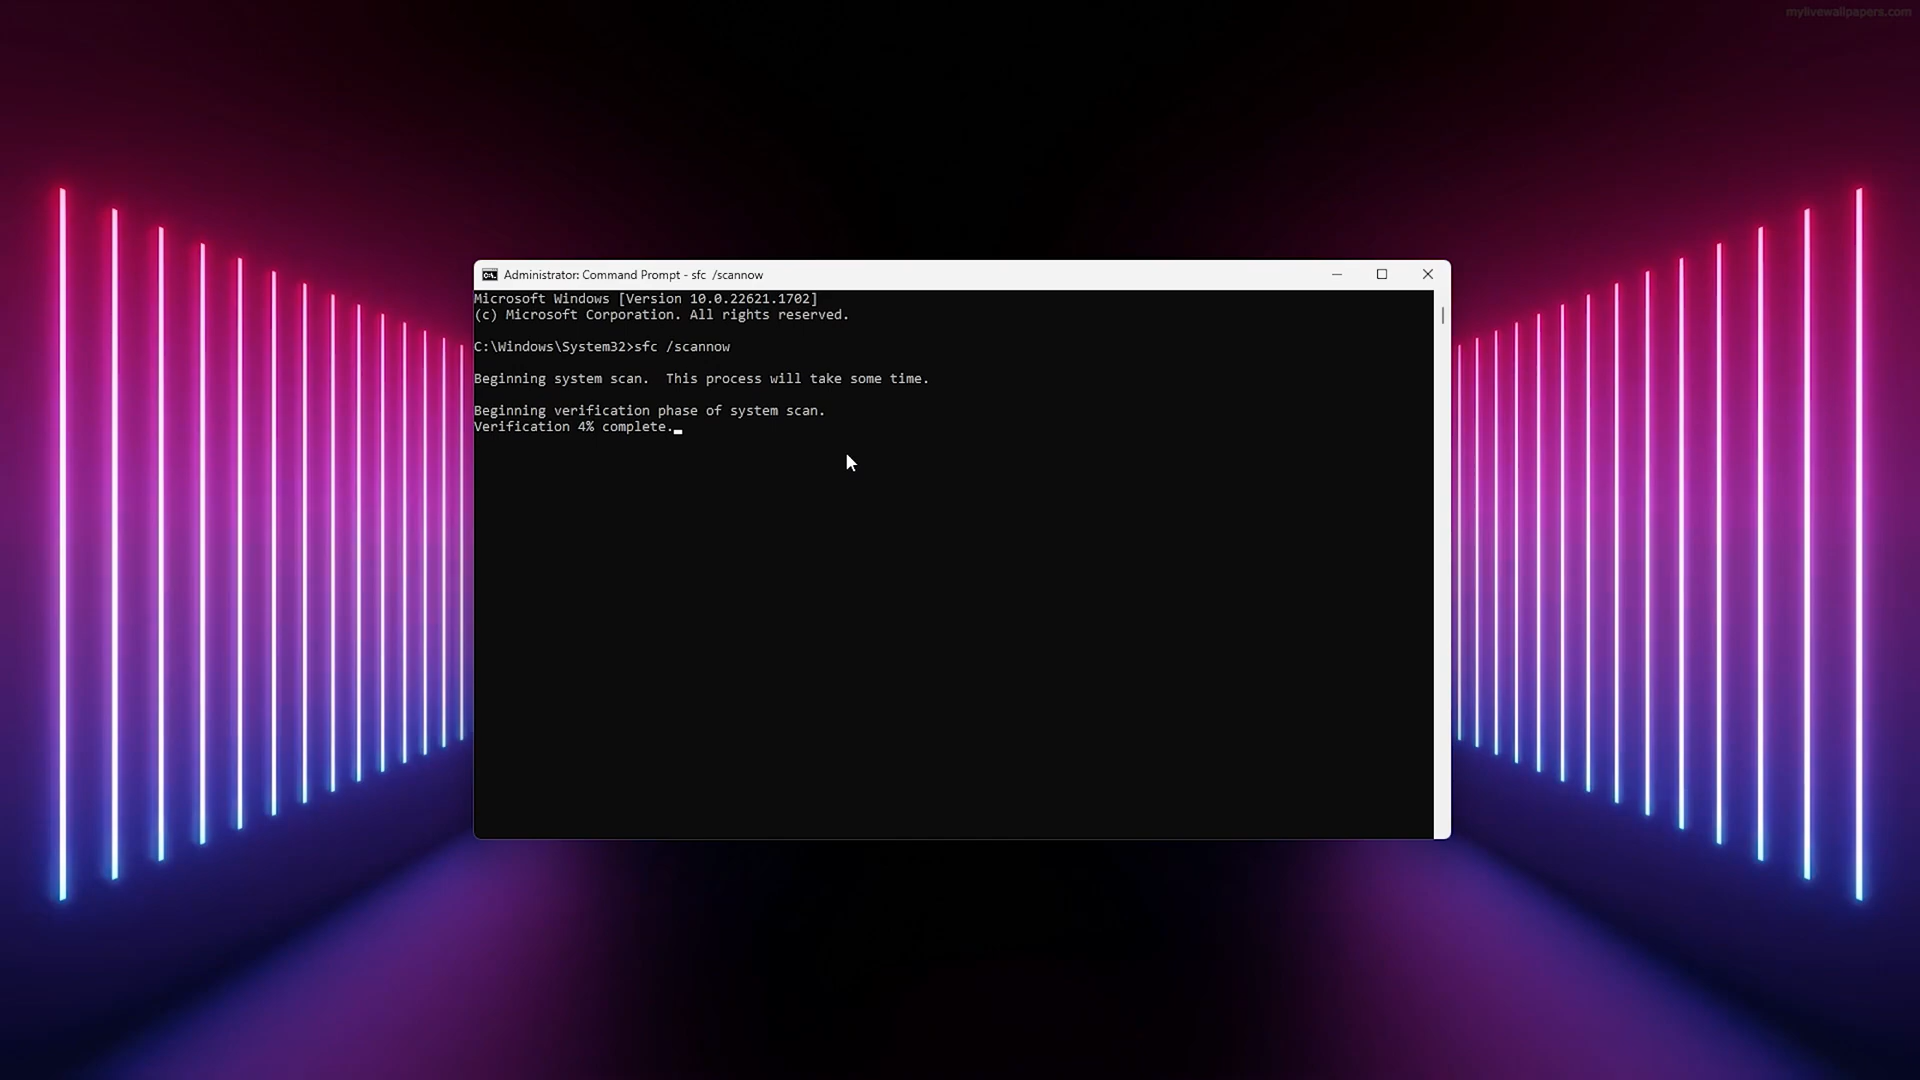 mylivewallpapers.com
Administrator: Command Prompt - sfc  /scannow
Microsoft Windows [Version 10.0.22621.1702]
(c) Microsoft Corporation. All rights reserved.
C:\Windows\System32>sfc /scannow
Beginning system scan.  This process will take some time.
Beginning verification phase of system scan.
Verification 4% complete.